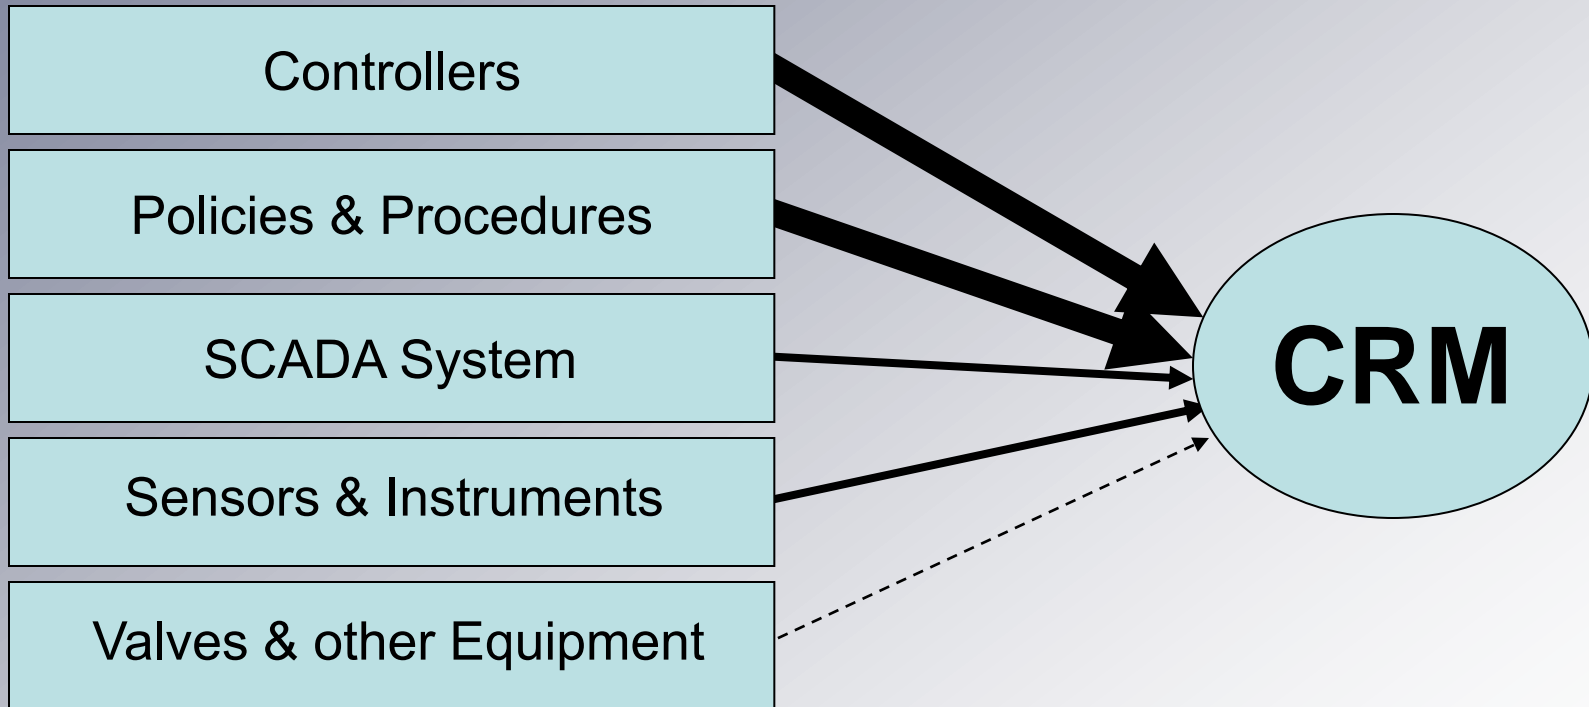 Controllers
Policies & Procedures
SCADA System
Sensors & Instruments
Valves & other Equipment
CRM